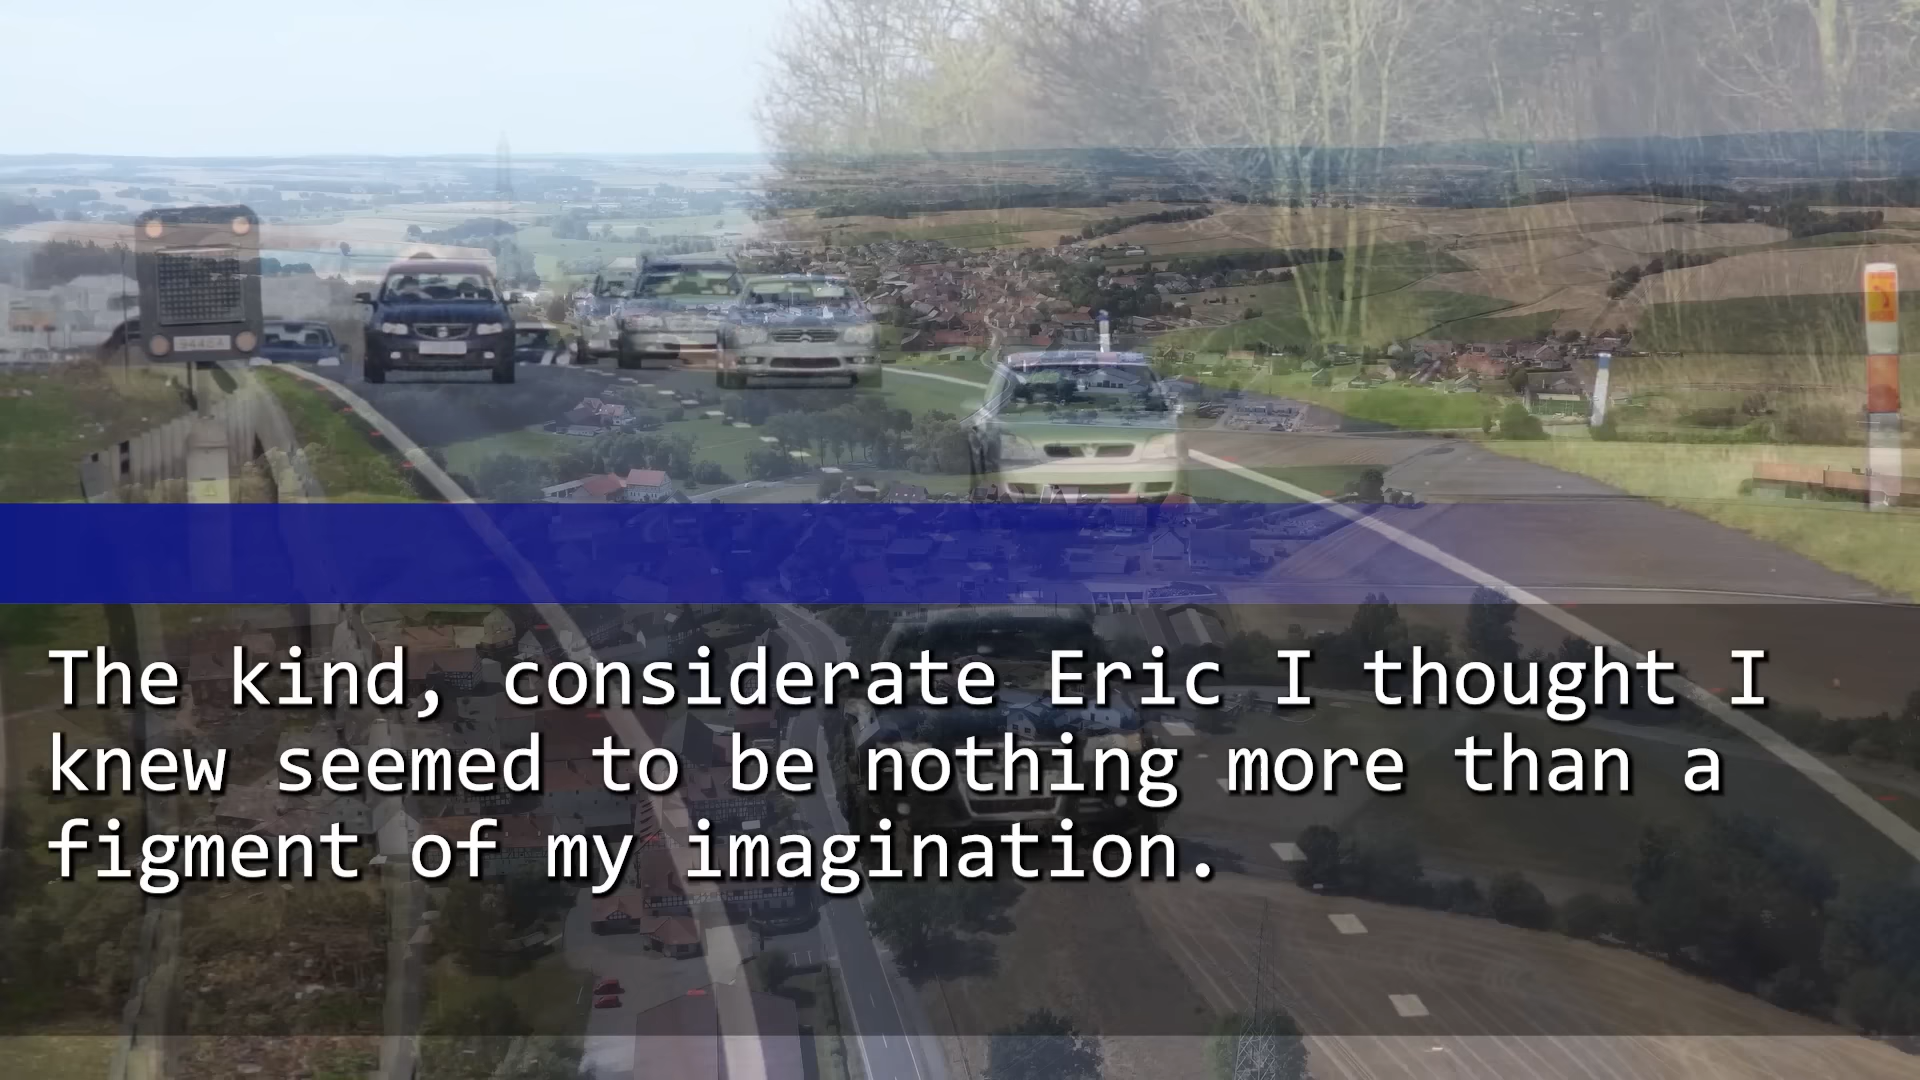 The kind, considerate Eric I thought I
knew seemed to be nothing more than a
figment of my imagination.